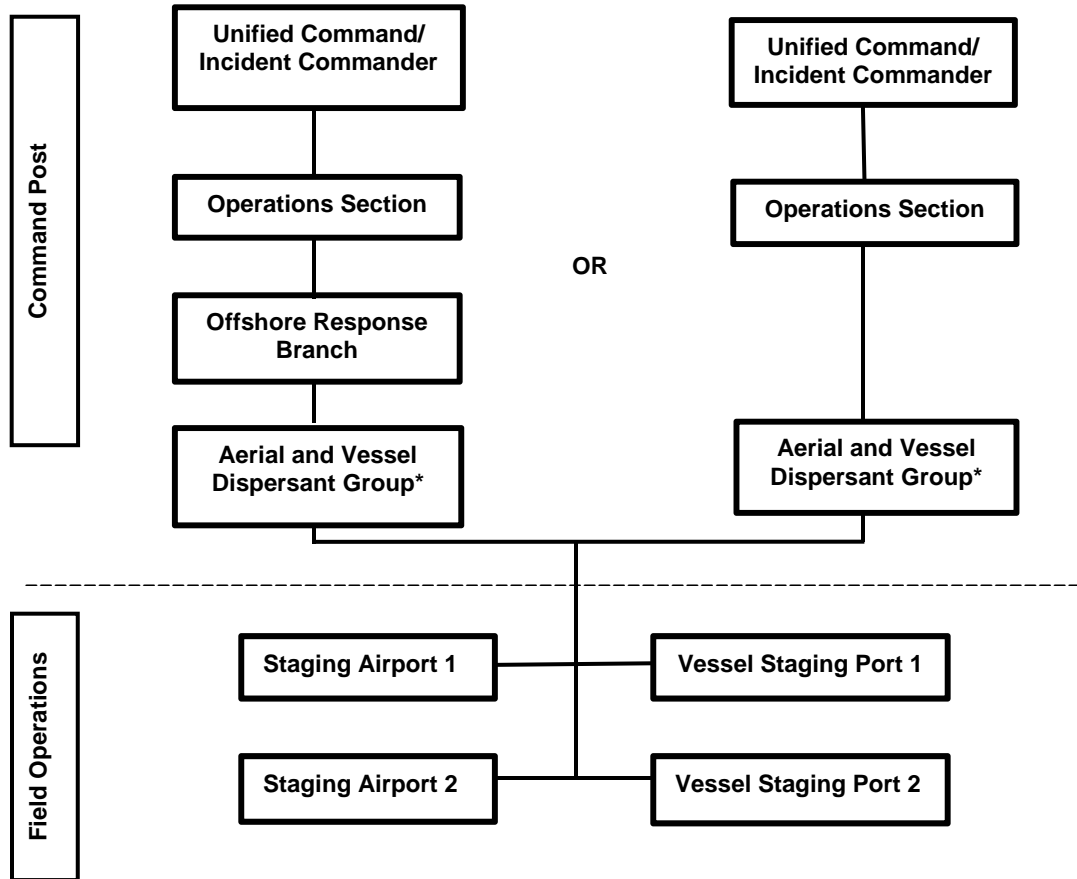 Command Post
Unified Command/
Incident Commander
Operations Section
Offshore Response
Branch
Aerial and Vessel
Dispersant Group*
OR
Unified Command/
Incident Commander
Operations Section
Aerial and Vessel
Dispersant Group*
Field Operations
Staging Airport 1
Vessel Staging Port 1
Staging Airport 2
Vessel Staging Port 2